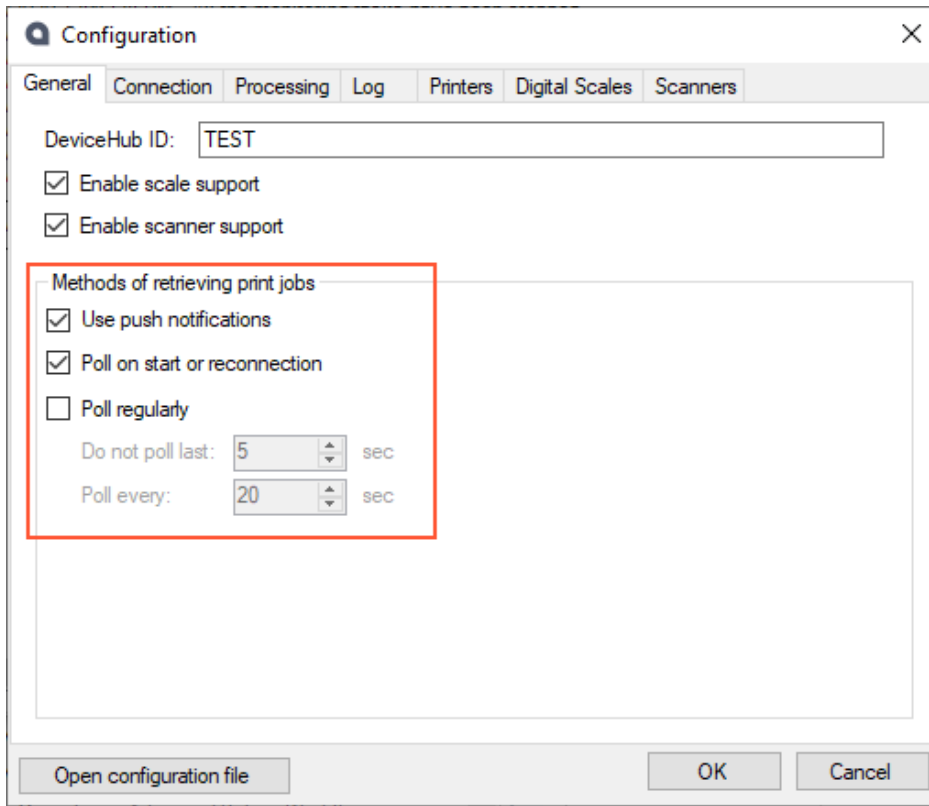 Configuration
General Connection Processing Log Printers Digital Scales Scanners
DeviceHub ID: TEST
Enable scale support
Enable scanner support
Methods of retrieving print jobs
Use push notifications
Poll on start or reconnection
Poll regularly
Do not poll last: 5 sec
Poll every: 20 sec
Open configuration file OK Cancel